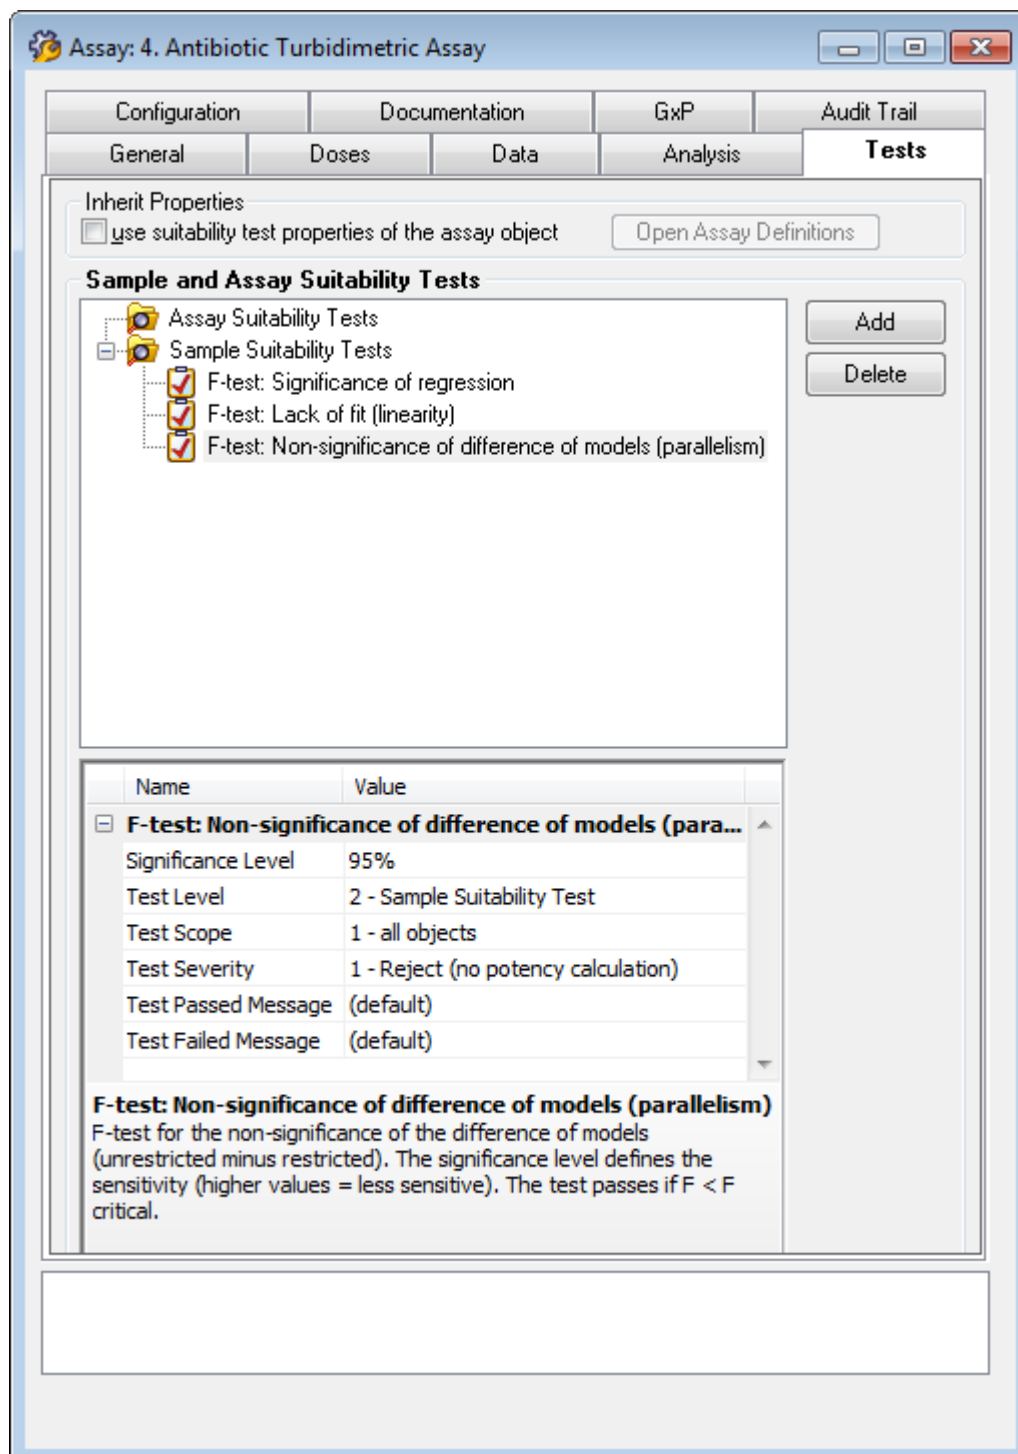 Assay: 4. Antibiotic Turbidimetric Assay
Configuration Documentation GxP Audit Trail
General Doses Data Analysis Tests
Inherit Properties
use suitability test properties of the assay object Open Assay Definitions
Sample and Assay Suitability Tests
Assay Suitability Tests
Add
Sample Suitability Tests
F-test: Significance of regression
Delete
F-test: Lack of fit (linearity)
F-test: Non-significance of difference of models (parallelism)
Name Value
F-test: Non-significance of difference of models (para...
Significance Level 95%
Test Level 2 - Sample Suitability Test
Test Scope 1 - all objects
Test Severity 1 - Reject (no potency calculation)
Test Passed Message (default)
Test Failed Message (default)
F-test: Non-significance of difference of models (parallelism)
F-test for the non-significance of the difference of models
(unrestricted minus restricted). The significance level defines the
sensitivity (higher values = less sensitive). The test passes if F < F
critical.